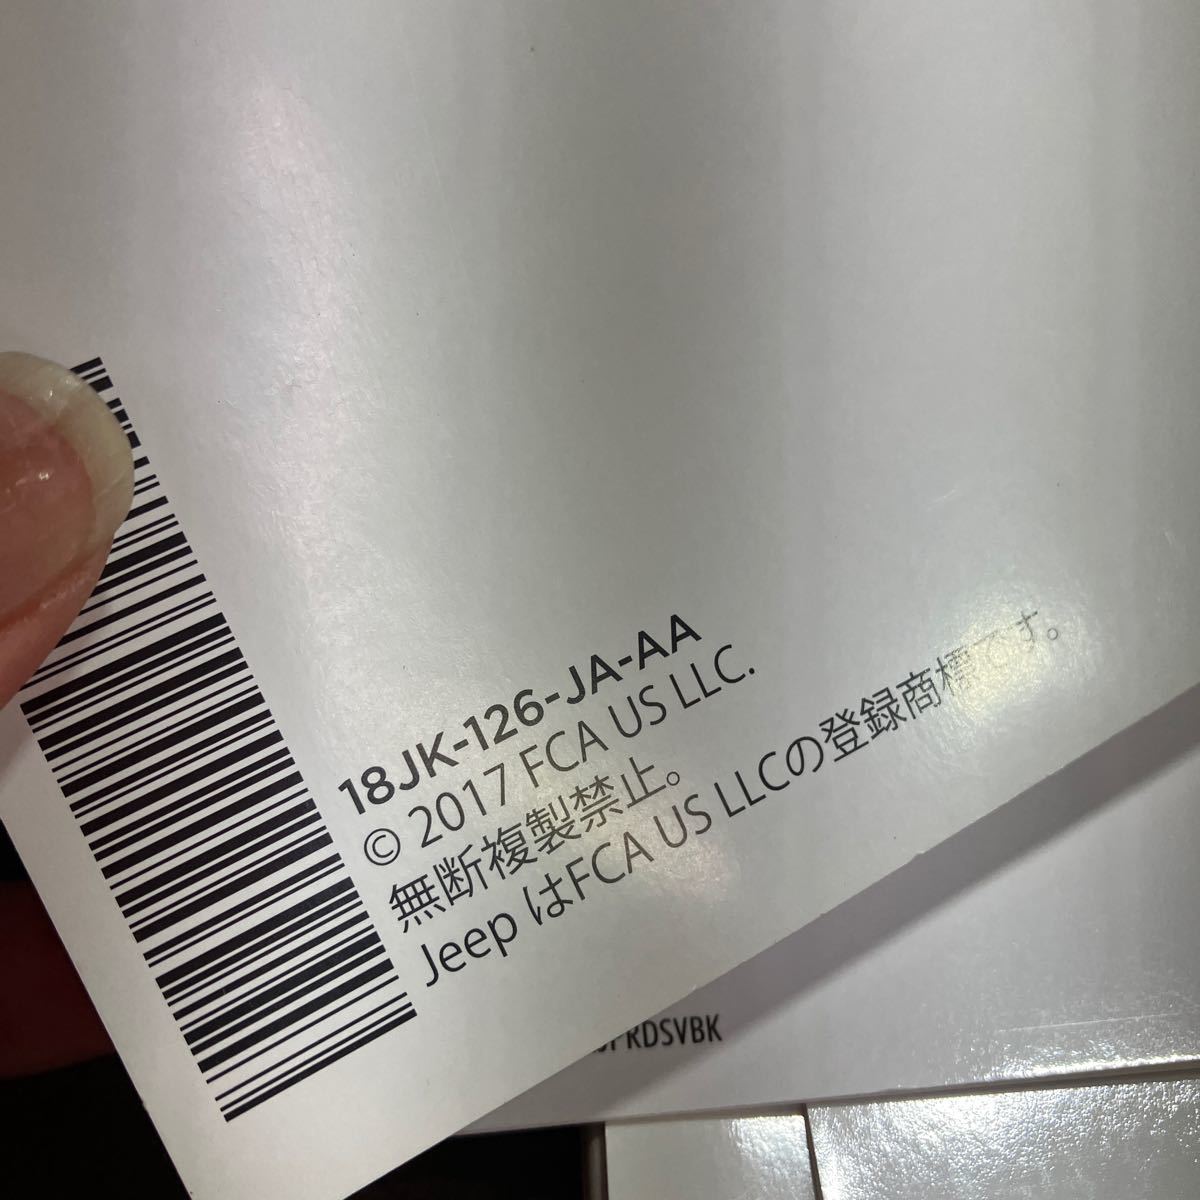 18JK-126-JA-AA
© 2017 FCA US LLC.
無断複製禁止。
Jeep はFCA US LLCの登録商標です。